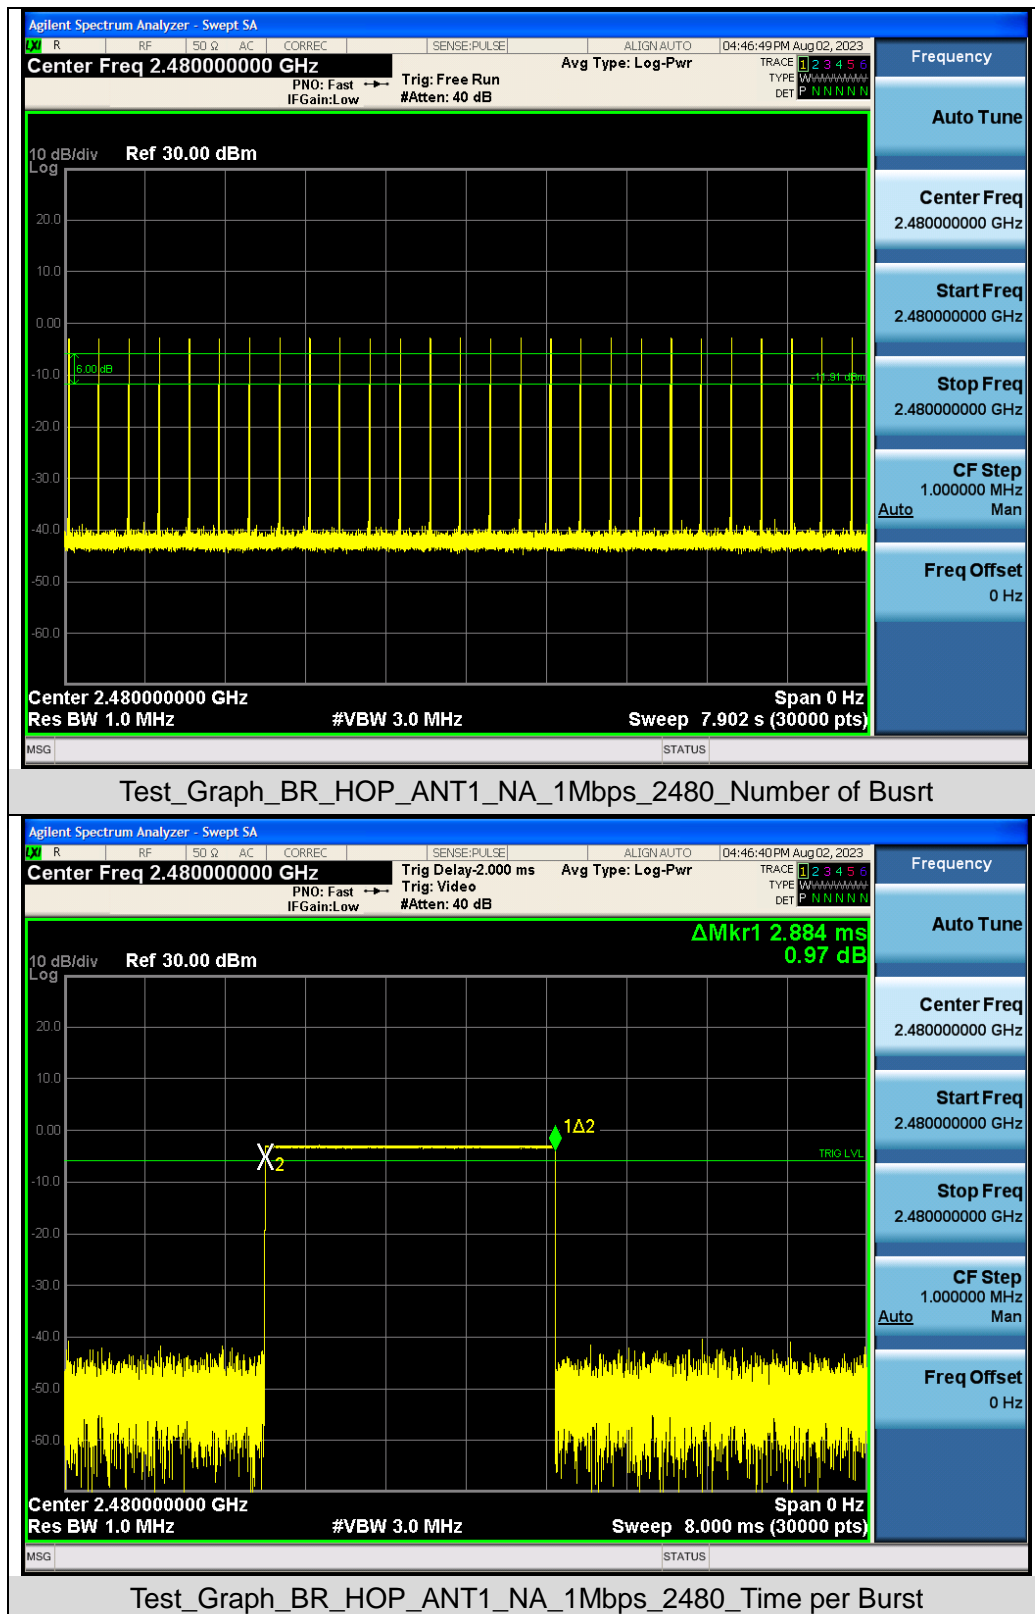 Agilent Spectrum Analyzer - Swept SA
LXI R RF 50 Ω AC CORREC SENSE:PULSE ALIGN AUTO 04:46:49 PM Aug 02, 2023
Center Freq 2.480000000 GHz
PNO: Fast
IFGain:Low
Trig: Free Run
#Atten: 40 dB
Avg Type: Log-Pwr
TRACE 1 2 3 4 5 6
TYPE WWWWWW
DET P N N N N N
10 dB/div
Log
Ref 30.00 dBm
20.0
10.0
0.00
-10.0
-20.0
-30.0
-40.0
-50.0
-60.0
6.00 dB
-11.91 dBm
Center 2.480000000 GHz
Span 0 Hz
Res BW 1.0 MHz
#VBW 3.0 MHz
Sweep 7.902 s (30000 pts)
MSG
STATUS
Frequency
Auto Tune
Center Freq
2.480000000 GHz
Start Freq
2.480000000 GHz
Stop Freq
2.480000000 GHz
CF Step
1.000000 MHz
Auto Man
Freq Offset
0 Hz
Test_Graph_BR_HOP_ANT1_NA_1Mbps_2480_Number of Busrt
Agilent Spectrum Analyzer - Swept SA
LXI R RF 50 Ω AC CORREC SENSE:PULSE ALIGN AUTO 04:46:40 PM Aug 02, 2023
Center Freq 2.480000000 GHz
PNO: Fast
IFGain:Low
Trig Delay-2.000 ms
Trig: Video
#Atten: 40 dB
Avg Type: Log-Pwr
TRACE 1 2 3 4 5 6
TYPE WWWWWW
DET P N N N N N
ΔMkr1 2.884 ms
0.97 dB
10 dB/div
Log
Ref 30.00 dBm
20.0
10.0
0.00
-10.0
-20.0
-30.0
-40.0
-50.0
-60.0
1Δ2
2
TRIG LVL
Center 2.480000000 GHz
Span 0 Hz
Res BW 1.0 MHz
#VBW 3.0 MHz
Sweep 8.000 ms (30000 pts)
MSG
STATUS
Frequency
Auto Tune
Center Freq
2.480000000 GHz
Start Freq
2.480000000 GHz
Stop Freq
2.480000000 GHz
CF Step
1.000000 MHz
Auto Man
Freq Offset
0 Hz
Test_Graph_BR_HOP_ANT1_NA_1Mbps_2480_Time per Burst